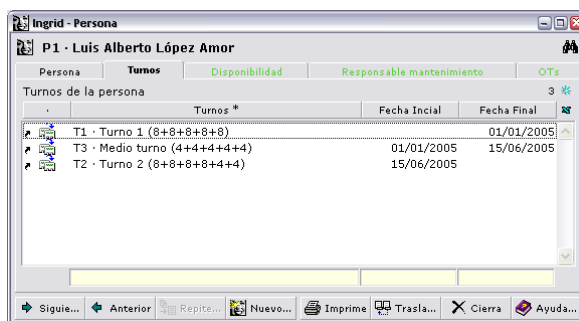 Ingrid - Persona
P1 · Luis Alberto López Amor
Persona Turnos Disponibilidad Responsable mantenimiento OTs
Turnos de la persona 3
· Turnos * Fecha Incial Fecha Final
T1 · Turno 1 (8+8+8+8+8) 01/01/2005
T3 · Medio turno (4+4+4+4+4) 01/01/2005 15/06/2005
T2 · Turno 2 (8+8+8+8+4+4) 15/06/2005
Siguie... Anterior Repite... Nuevo... Imprime Trasla... Cierra Ayuda...